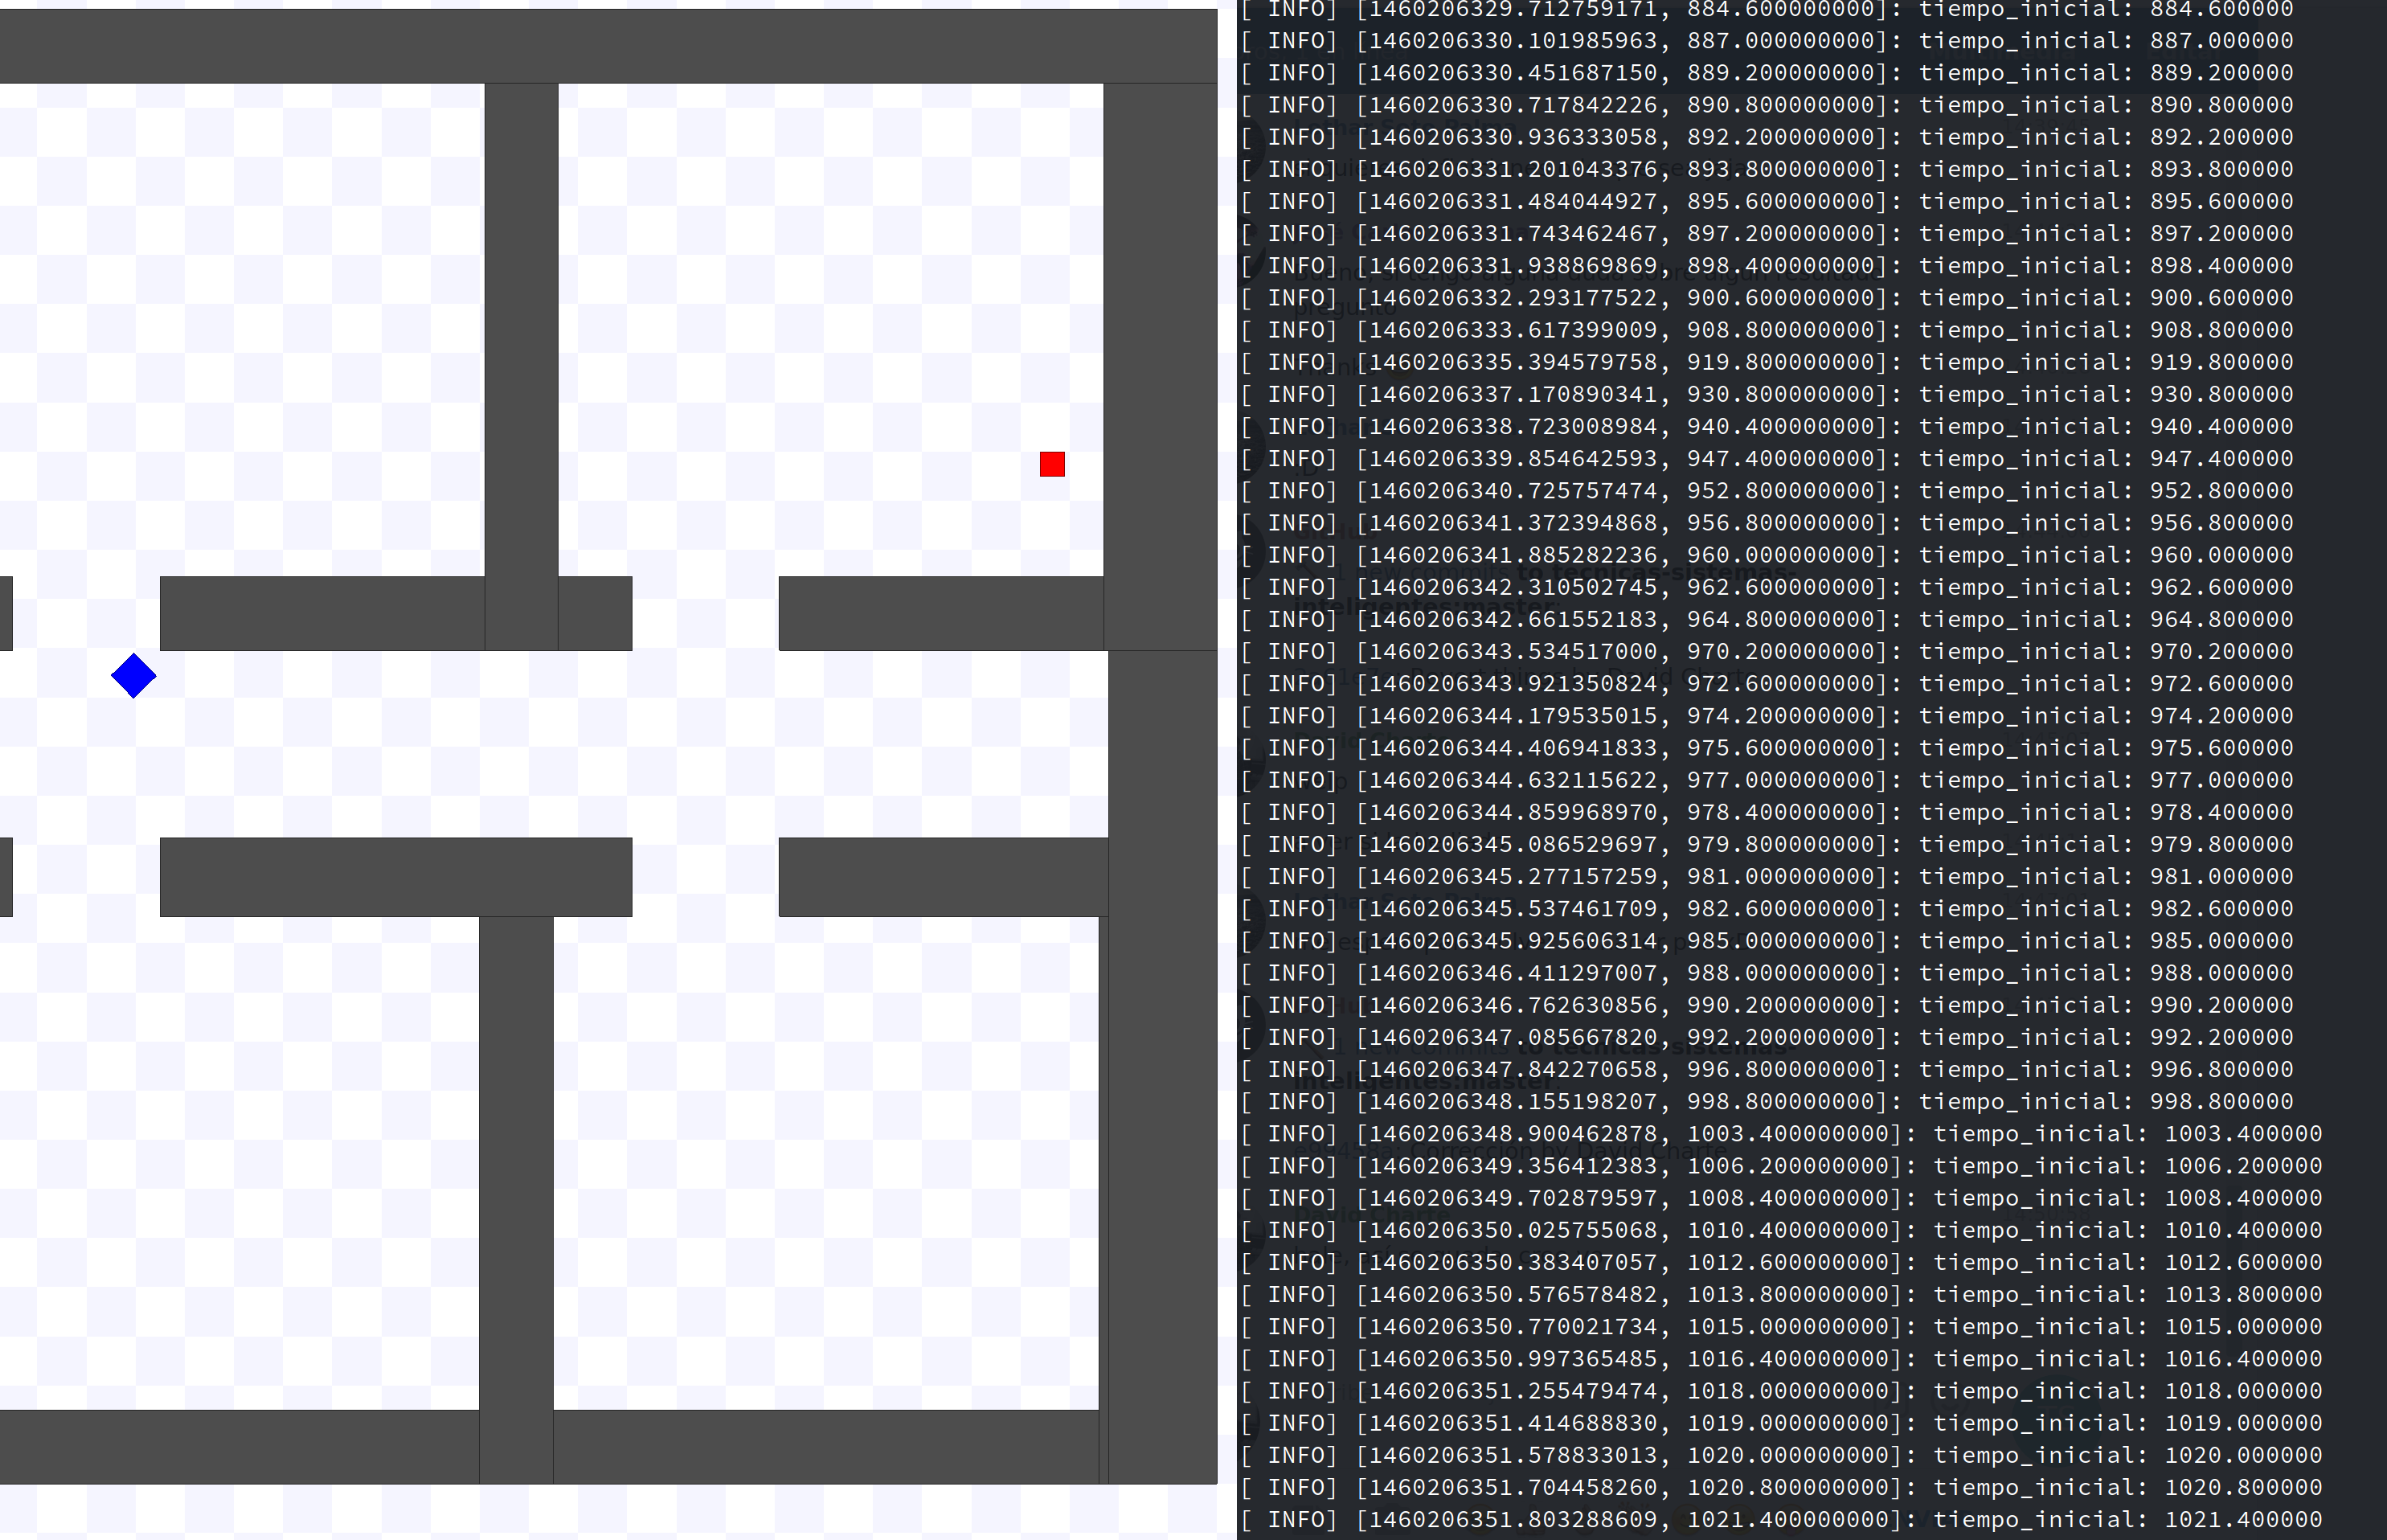 [ INFO] [1460206329.712759171, 884.600000000]: tiempo_inicial: 884.600000
[ INFO] [1460206330.101985963, 887.000000000]: tiempo_inicial: 887.000000
[ INFO] [1460206330.451687150, 889.200000000]: tiempo_inicial: 889.200000
[ INFO] [1460206330.717842226, 890.800000000]: tiempo_inicial: 890.800000
[ INFO] [1460206330.936333058, 892.200000000]: tiempo_inicial: 892.200000
[ INFO] [1460206331.201043376, 893.800000000]: tiempo_inicial: 893.800000
[ INFO] [1460206331.484044927, 895.600000000]: tiempo_inicial: 895.600000
[ INFO] [1460206331.743462467, 897.200000000]: tiempo_inicial: 897.200000
[ INFO] [1460206331.938869869, 898.400000000]: tiempo_inicial: 898.400000
[ INFO] [1460206332.293177522, 900.600000000]: tiempo_inicial: 900.600000
[ INFO] [1460206333.617399009, 908.800000000]: tiempo_inicial: 908.800000
[ INFO] [1460206335.394579758, 919.800000000]: tiempo_inicial: 919.800000
[ INFO] [1460206337.170890341, 930.800000000]: tiempo_inicial: 930.800000
[ INFO] [1460206338.723008984, 940.400000000]: tiempo_inicial: 940.400000
[ INFO] [1460206339.854642593, 947.400000000]: tiempo_inicial: 947.400000
[ INFO] [1460206340.725757474, 952.800000000]: tiempo_inicial: 952.800000
[ INFO] [1460206341.372394868, 956.800000000]: tiempo_inicial: 956.800000
[ INFO] [1460206341.885282236, 960.000000000]: tiempo_inicial: 960.000000
[ INFO] [1460206342.310502745, 962.600000000]: tiempo_inicial: 962.600000
[ INFO] [1460206342.661552183, 964.800000000]: tiempo_inicial: 964.800000
[ INFO] [1460206343.534517000, 970.200000000]: tiempo_inicial: 970.200000
[ INFO] [1460206343.921350824, 972.600000000]: tiempo_inicial: 972.600000
[ INFO] [1460206344.179535015, 974.200000000]: tiempo_inicial: 974.200000
[ INFO] [1460206344.406941833, 975.600000000]: tiempo_inicial: 975.600000
[ INFO] [1460206344.632115622, 977.000000000]: tiempo_inicial: 977.000000
[ INFO] [1460206344.859968970, 978.400000000]: tiempo_inicial: 978.400000
[ INFO] [1460206345.086529697, 979.800000000]: tiempo_inicial: 979.800000
[ INFO] [1460206345.277157259, 981.000000000]: tiempo_inicial: 981.000000
[ INFO] [1460206345.537461709, 982.600000000]: tiempo_inicial: 982.600000
[ INFO] [1460206345.925606314, 985.000000000]: tiempo_inicial: 985.000000
[ INFO] [1460206346.411297007, 988.000000000]: tiempo_inicial: 988.000000
[ INFO] [1460206346.762630856, 990.200000000]: tiempo_inicial: 990.200000
[ INFO] [1460206347.085667820, 992.200000000]: tiempo_inicial: 992.200000
[ INFO] [1460206347.842270658, 996.800000000]: tiempo_inicial: 996.800000
[ INFO] [1460206348.155198207, 998.800000000]: tiempo_inicial: 998.800000
[ INFO] [1460206348.900462878, 1003.400000000]: tiempo_inicial: 1003.400000
[ INFO] [1460206349.356412383, 1006.200000000]: tiempo_inicial: 1006.200000
[ INFO] [1460206349.702879597, 1008.400000000]: tiempo_inicial: 1008.400000
[ INFO] [1460206350.025755068, 1010.400000000]: tiempo_inicial: 1010.400000
[ INFO] [1460206350.383407057, 1012.600000000]: tiempo_inicial: 1012.600000
[ INFO] [1460206350.576578482, 1013.800000000]: tiempo_inicial: 1013.800000
[ INFO] [1460206350.770021734, 1015.000000000]: tiempo_inicial: 1015.000000
[ INFO] [1460206350.997365485, 1016.400000000]: tiempo_inicial: 1016.400000
[ INFO] [1460206351.255479474, 1018.000000000]: tiempo_inicial: 1018.000000
[ INFO] [1460206351.414688830, 1019.000000000]: tiempo_inicial: 1019.000000
[ INFO] [1460206351.578833013, 1020.000000000]: tiempo_inicial: 1020.000000
[ INFO] [1460206351.704458260, 1020.800000000]: tiempo_inicial: 1020.800000
[ INFO] [1460206351.803288609, 1021.400000000]: tiempo_inicial: 1021.400000